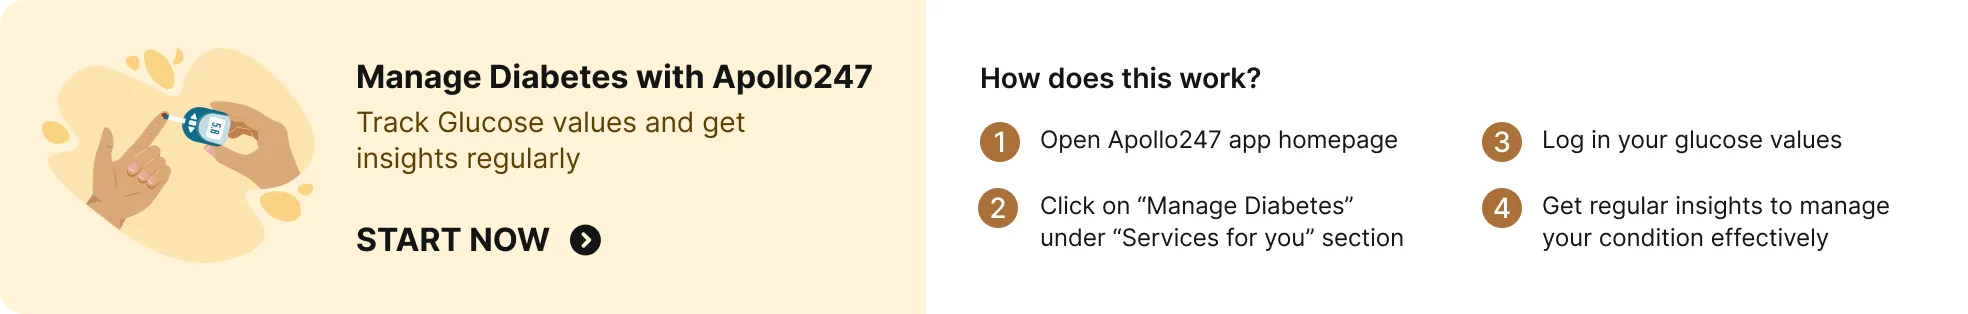 Manage Diabetes with Apollo247
Track Glucose values and get
insights regularly
START NOW
5.8
How does this work?
1 Open Apollo247 app homepage
2 Click on “Manage Diabetes”
under “Services for you” section
3 Log in your glucose values
4 Get regular insights to manage
your condition effectively